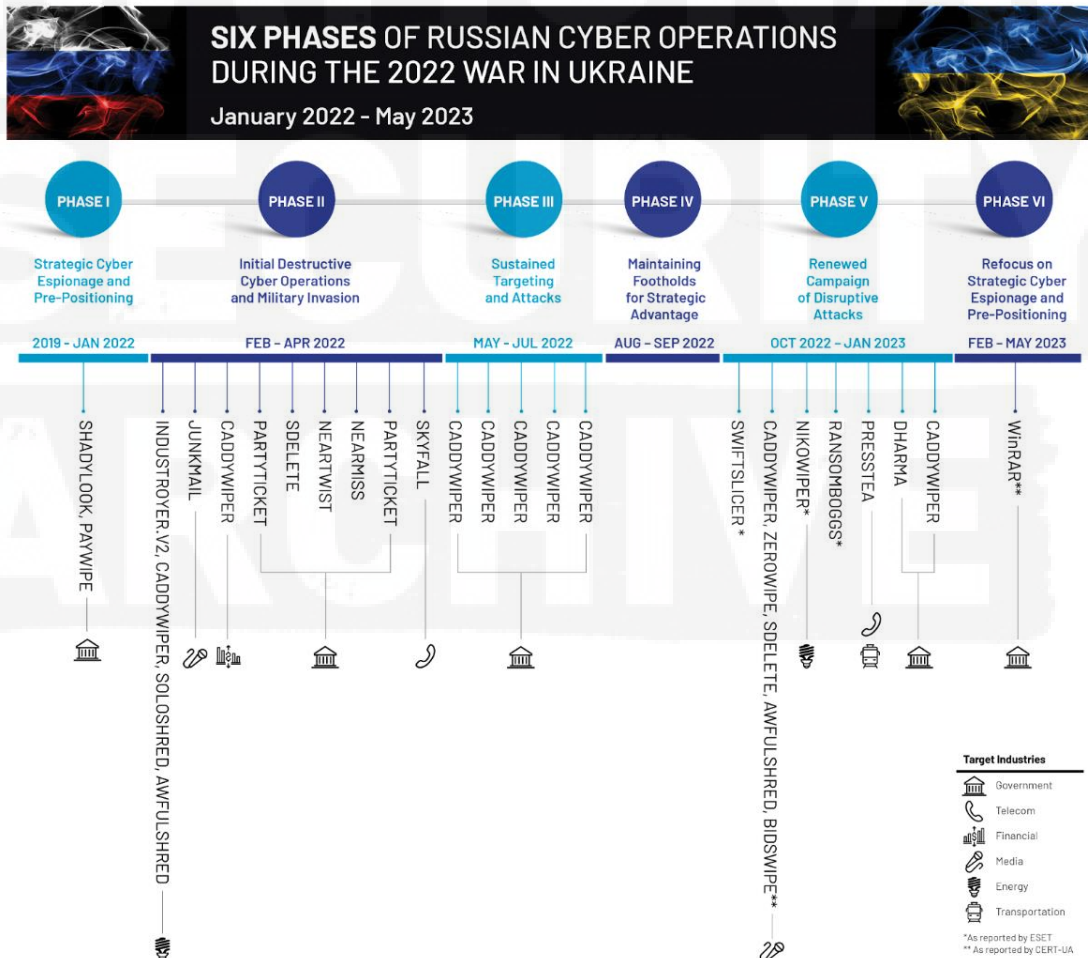 SIX PHASES OF RUSSIAN CYBER OPERATIONS
DURING THE 2022 WAR IN UKRAINE
January 2022 - May 2023
PHASE I
PHASE II
PHASE III
PHASE IV
PHASE V
PHASE VI
Strategic Cyber
Espionage and
Pre-Positioning
Initial Destructive
Cyber Operations
and Military Invasion
Sustained
Targeting
and Attacks
Maintaining
Footholds
for Strategic
Advantage
Renewed
Campaign
of Disruptive
Attacks
Refocus on
Strategic Cyber
Espionage and
Pre-Positioning
2019 - JAN 2022
FEB – APR 2022
MAY - JUL 2022
AUG – SEP 2022
OCT 2022 – JAN 2023
FEB – MAY 2023
SHADYLOOK, PAYWIPE
INDUSTROYER.V2, CADDYWIPER, SOLOSHRED, AWFULSHRED
JUNKMAIL
CADDYWIPER
PARTYTICKET
SDELETE
NEARTWIST
NEARMISS
PARTYTICKET
SKYFALL
CADDYWIPER
CADDYWIPER
CADDYWIPER
CADDYWIPER
CADDYWIPER
SWIFTSLICER*
CADDYWIPER, ZEROWIPE, SDELETE, AWFULSHRED, BIDSWIPE**
NIKOWIPER*
RANSOMBOGGS*
PRESSTEA
DHARMA
CADDYWIPER
WinRAR**
Target Industries
Government
Telecom
Financial
Media
Energy
Transportation
*As reported by ESET
** As reported by CERT-UA
SECURITY
ARCHIVE